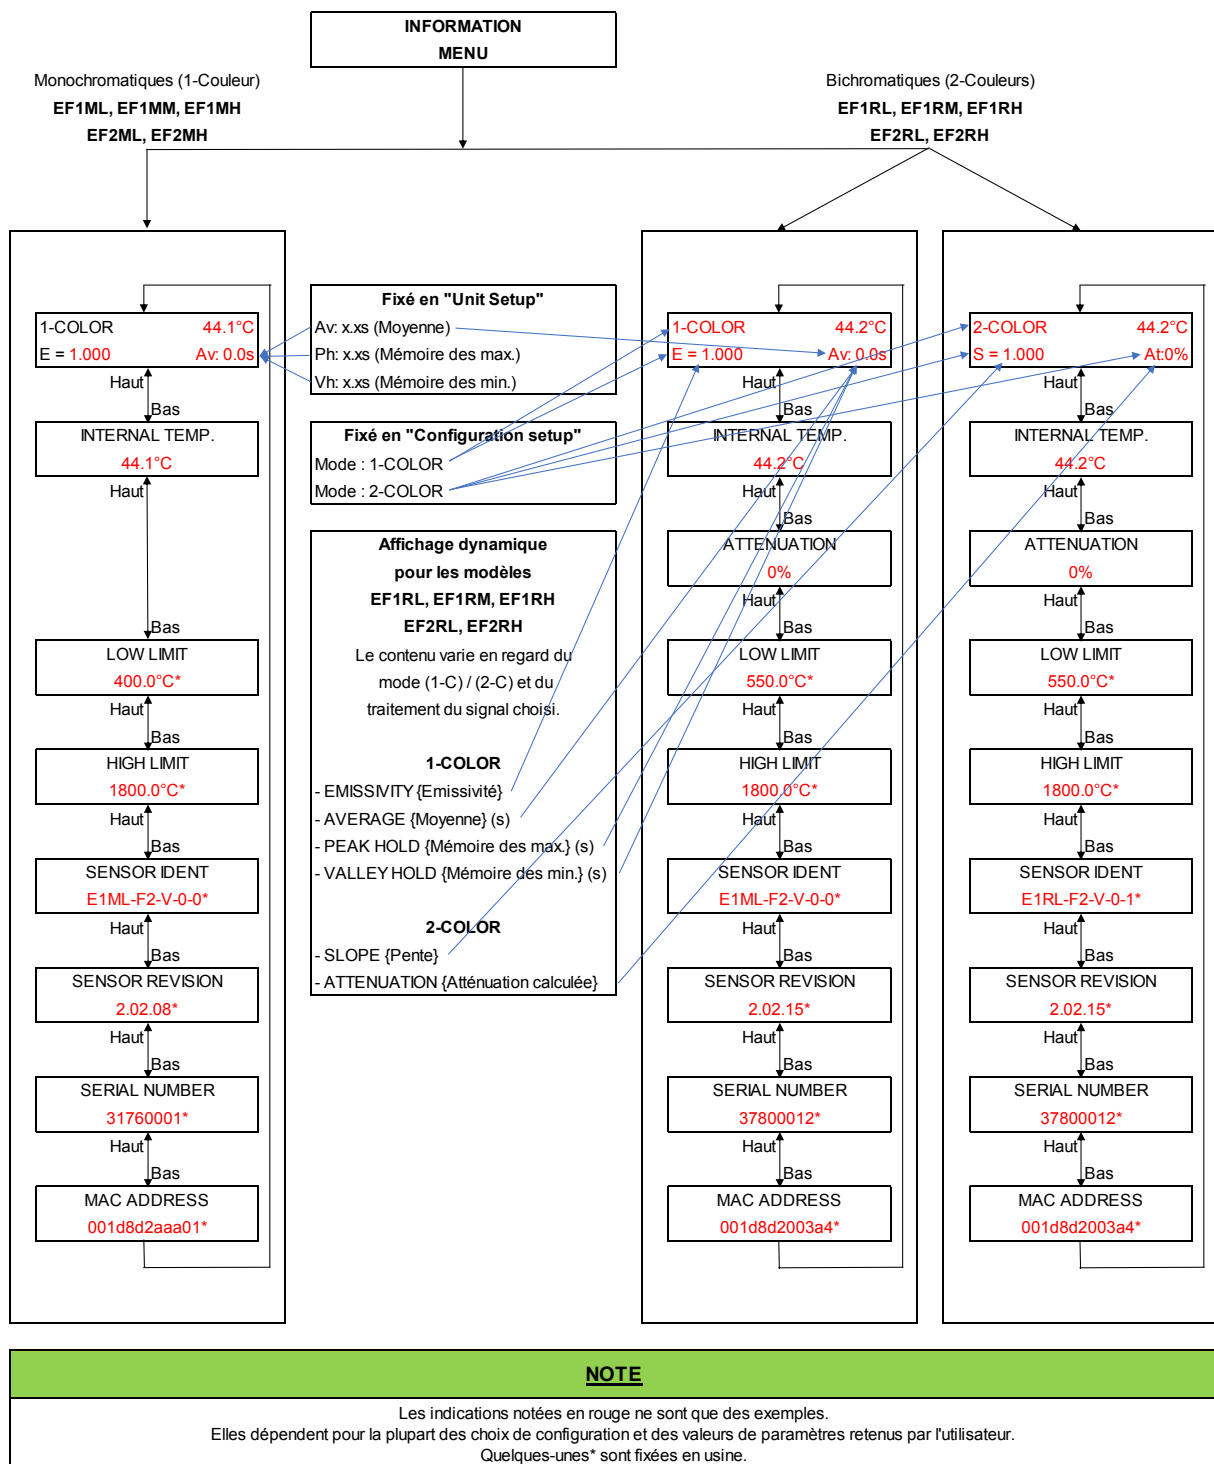 INFORMATION
MENU
Monochromatiques (1-Couleur)
EF1ML, EF1MM, EF1MH
EF2ML, EF2MH
Bichromatiques (2-Couleurs)
EF1RL, EF1RM, EF1RH
EF2RL, EF2RH
1-COLOR 44.1°C
E = 1.000 Av: 0.0s
Haut
Bas
INTERNAL TEMP.
44.1°C
Haut
Bas
LOW LIMIT
400.0°C*
Haut
Bas
HIGH LIMIT
1800.0°C*
Haut
Bas
SENSOR IDENT
E1ML-F2-V-0-0*
Haut
Bas
SENSOR REVISION
2.02.08*
Haut
Bas
SERIAL NUMBER
31760001*
Haut
Bas
MAC ADDRESS
001d8d2aaa01*
Fixé en "Unit Setup"
Av: x.xs (Moyenne)
Ph: x.xs (Mémoire des max.)
Vh: x.xs (Mémoire des min.)
Fixé en "Configuration setup"
Mode : 1-COLOR
Mode : 2-COLOR
Affichage dynamique
pour les modèles
EF1RL, EF1RM, EF1RH
EF2RL, EF2RH
Le contenu varie en regard du
mode (1-C) / (2-C) et du
traitement du signal choisi.
1-COLOR
- EMISSIVITY {Emissivité}
- AVERAGE {Moyenne} (s)
- PEAK HOLD {Mémoire des max.} (s)
- VALLEY HOLD {Mémoire des min.} (s)
2-COLOR
- SLOPE {Pente}
- ATTENUATION {Atténuation calculée}
1-COLOR 44.2°C
E = 1.000 Av: 0.0s
Haut
Bas
INTERNAL TEMP.
44.2°C
Haut
Bas
ATTENUATION
0%
Haut
Bas
LOW LIMIT
550.0°C*
Haut
Bas
HIGH LIMIT
1800.0°C*
Haut
Bas
SENSOR IDENT
E1ML-F2-V-0-0*
Haut
Bas
SENSOR REVISION
2.02.15*
Haut
Bas
SERIAL NUMBER
37800012*
Haut
Bas
MAC ADDRESS
001d8d2003a4*
2-COLOR 44.2°C
S = 1.000 At:0%
Haut
Bas
INTERNAL TEMP.
44.2°C
Haut
Bas
ATTENUATION
0%
Haut
Bas
LOW LIMIT
550.0°C*
Haut
Bas
HIGH LIMIT
1800.0°C*
Haut
Bas
SENSOR IDENT
E1RL-F2-V-0-1*
Haut
Bas
SENSOR REVISION
2.02.15*
Haut
Bas
SERIAL NUMBER
37800012*
Haut
Bas
MAC ADDRESS
001d8d2003a4*
NOTE
Les indications notées en rouge ne sont que des exemples.
Elles dépendent pour la plupart des choix de configuration et des valeurs de paramètres retenus par l'utilisateur.
Quelques-unes* sont fixées en usine.